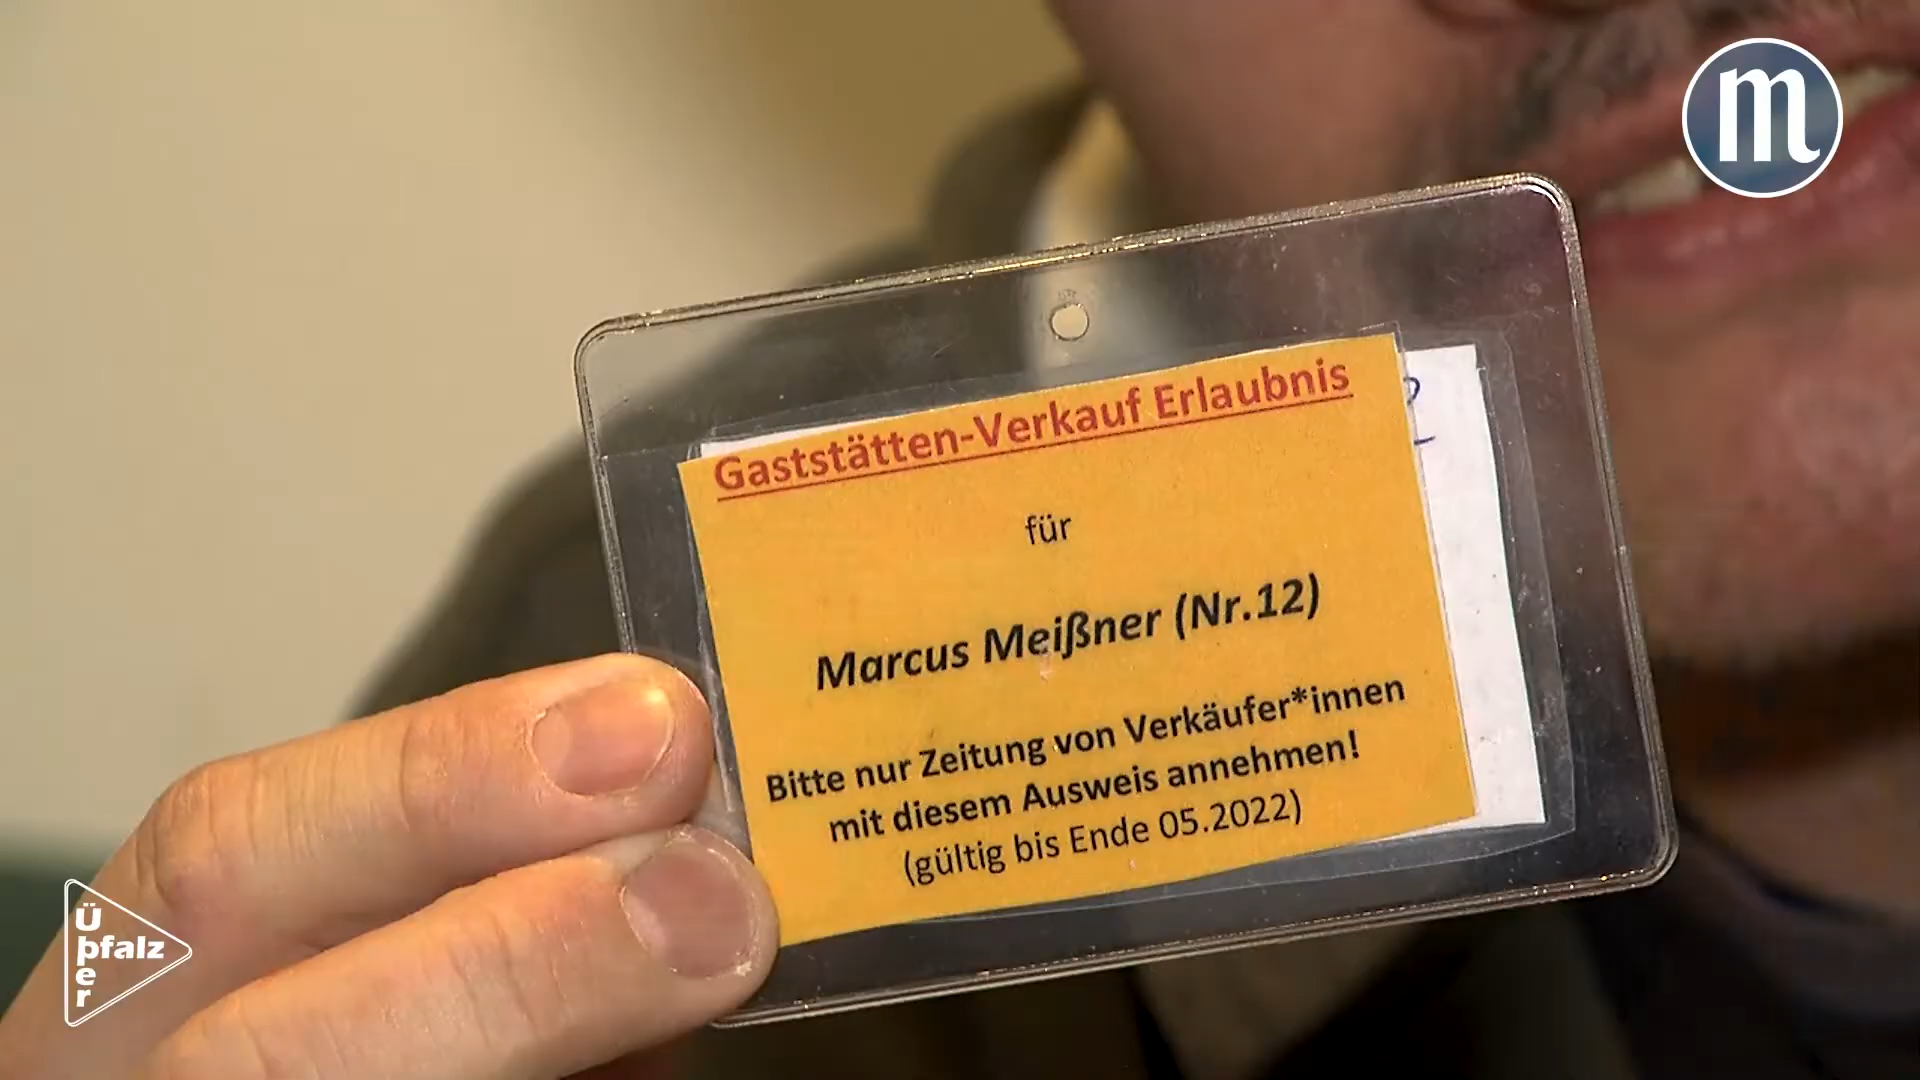 m
Gaststätten-Verkauf Erlaubnis
für
Marcus Meißner (Nr.12)
Bitte nur Zeitung von Verkäufer*innen
mit diesem Ausweis annehmen!
(gültig bis Ende 05.2022)
Über
pfalz